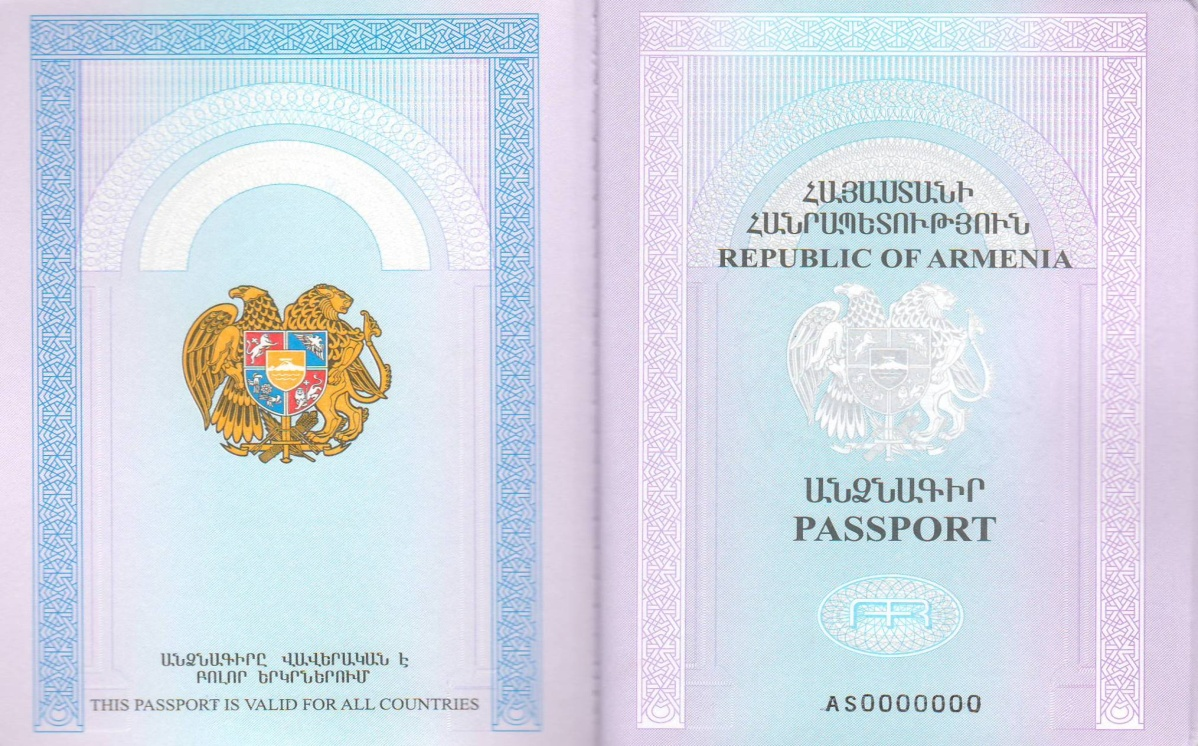 ԱՆՁՆԱԳԻՐԸ ՎԱՎԵՐԱԿԱՆ Է
ԲՈԼՈՐ ԵՐԿՐՆԵՐՈՒՄ
THIS PASSPORT IS VALID FOR ALL COUNTRIES
ՀԱՅԱՍՏԱՆԻ
ՀԱՆՐԱՊԵՏՈՒԹՅՈՒՆ
REPUBLIC OF ARMENIA
ԱՆՁՆԱԳԻՐ
PASSPORT
AR
AS0000000